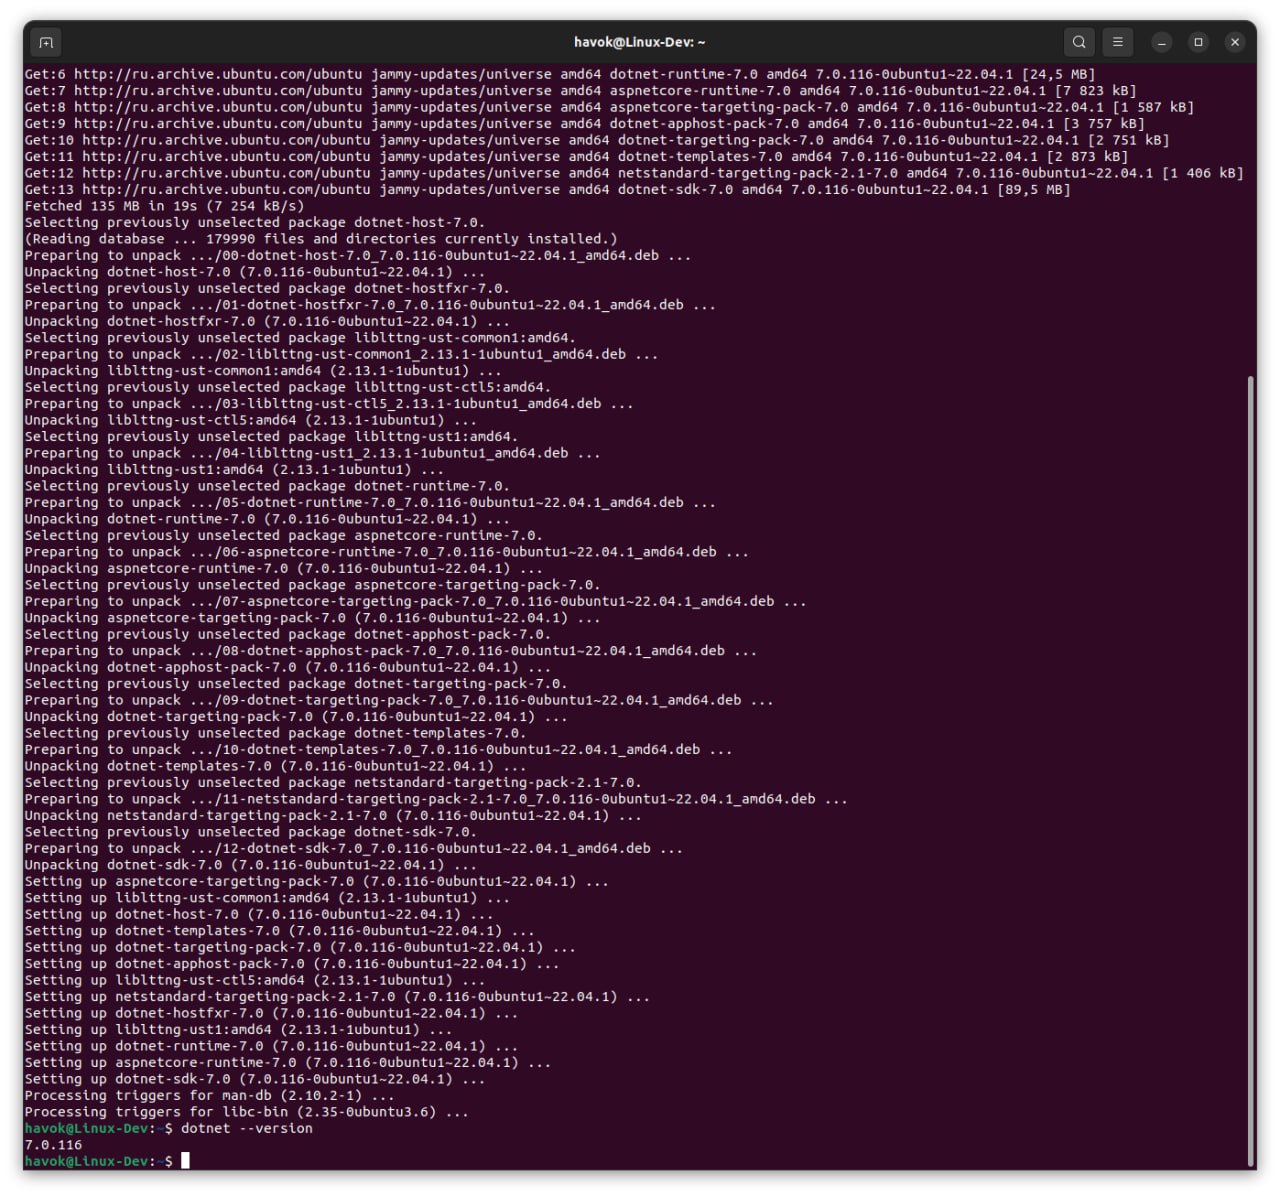 havok@Linux-Dev: ~
Get:6 http://ru.archive.ubuntu.com/ubuntu jammy-updates/universe amd64 dotnet-runtime-7.0 amd64 7.0.116-0ubuntu1~22.04.1 [24,5 MB]
Get:7 http://ru.archive.ubuntu.com/ubuntu jammy-updates/universe amd64 aspnetcore-runtime-7.0 amd64 7.0.116-0ubuntu1~22.04.1 [7 823 kB]
Get:8 http://ru.archive.ubuntu.com/ubuntu jammy-updates/universe amd64 aspnetcore-targeting-pack-7.0 amd64 7.0.116-0ubuntu1~22.04.1 [1 587 kB]
Get:9 http://ru.archive.ubuntu.com/ubuntu jammy-updates/universe amd64 dotnet-apphost-pack-7.0 amd64 7.0.116-0ubuntu1~22.04.1 [3 757 kB]
Get:10 http://ru.archive.ubuntu.com/ubuntu jammy-updates/universe amd64 dotnet-targeting-pack-7.0 amd64 7.0.116-0ubuntu1~22.04.1 [2 751 kB]
Get:11 http://ru.archive.ubuntu.com/ubuntu jammy-updates/universe amd64 dotnet-templates-7.0 amd64 7.0.116-0ubuntu1~22.04.1 [2 873 kB]
Get:12 http://ru.archive.ubuntu.com/ubuntu jammy-updates/universe amd64 netstandard-targeting-pack-2.1-7.0 amd64 7.0.116-0ubuntu1~22.04.1 [1 406 kB]
Get:13 http://ru.archive.ubuntu.com/ubuntu jammy-updates/universe amd64 dotnet-sdk-7.0 amd64 7.0.116-0ubuntu1~22.04.1 [89,5 MB]
Fetched 135 MB in 19s (7 254 kB/s)
Selecting previously unselected package dotnet-host-7.0.
(Reading database ... 179990 files and directories currently installed.)
Preparing to unpack .../00-dotnet-host-7.0_7.0.116-0ubuntu1~22.04.1_amd64.deb ...
Unpacking dotnet-host-7.0 (7.0.116-0ubuntu1~22.04.1) ...
Selecting previously unselected package dotnet-hostfxr-7.0.
Preparing to unpack .../01-dotnet-hostfxr-7.0_7.0.116-0ubuntu1~22.04.1_amd64.deb ...
Unpacking dotnet-hostfxr-7.0 (7.0.116-0ubuntu1~22.04.1) ...
Selecting previously unselected package liblttng-ust-common1:amd64.
Preparing to unpack .../02-liblttng-ust-common1_2.13.1-1ubuntu1_amd64.deb ...
Unpacking liblttng-ust-common1:amd64 (2.13.1-1ubuntu1) ...
Selecting previously unselected package liblttng-ust-ctl5:amd64.
Preparing to unpack .../03-liblttng-ust-ctl5_2.13.1-1ubuntu1_amd64.deb ...
Unpacking liblttng-ust-ctl5:amd64 (2.13.1-1ubuntu1) ...
Selecting previously unselected package liblttng-ust1:amd64.
Preparing to unpack .../04-liblttng-ust1_2.13.1-1ubuntu1_amd64.deb ...
Unpacking liblttng-ust1:amd64 (2.13.1-1ubuntu1) ...
Selecting previously unselected package dotnet-runtime-7.0.
Preparing to unpack .../05-dotnet-runtime-7.0_7.0.116-0ubuntu1~22.04.1_amd64.deb ...
Unpacking dotnet-runtime-7.0 (7.0.116-0ubuntu1~22.04.1) ...
Selecting previously unselected package aspnetcore-runtime-7.0.
Preparing to unpack .../06-aspnetcore-runtime-7.0_7.0.116-0ubuntu1~22.04.1_amd64.deb ...
Unpacking aspnetcore-runtime-7.0 (7.0.116-0ubuntu1~22.04.1) ...
Selecting previously unselected package aspnetcore-targeting-pack-7.0.
Preparing to unpack .../07-aspnetcore-targeting-pack-7.0_7.0.116-0ubuntu1~22.04.1_amd64.deb ...
Unpacking aspnetcore-targeting-pack-7.0 (7.0.116-0ubuntu1~22.04.1) ...
Selecting previously unselected package dotnet-apphost-pack-7.0.
Preparing to unpack .../08-dotnet-apphost-pack-7.0_7.0.116-0ubuntu1~22.04.1_amd64.deb ...
Unpacking dotnet-apphost-pack-7.0 (7.0.116-0ubuntu1~22.04.1) ...
Selecting previously unselected package dotnet-targeting-pack-7.0.
Preparing to unpack .../09-dotnet-targeting-pack-7.0_7.0.116-0ubuntu1~22.04.1_amd64.deb ...
Unpacking dotnet-targeting-pack-7.0 (7.0.116-0ubuntu1~22.04.1) ...
Selecting previously unselected package dotnet-templates-7.0.
Preparing to unpack .../10-dotnet-templates-7.0_7.0.116-0ubuntu1~22.04.1_amd64.deb ...
Unpacking dotnet-templates-7.0 (7.0.116-0ubuntu1~22.04.1) ...
Selecting previously unselected package netstandard-targeting-pack-2.1-7.0.
Preparing to unpack .../11-netstandard-targeting-pack-2.1-7.0_7.0.116-0ubuntu1~22.04.1_amd64.deb ...
Unpacking netstandard-targeting-pack-2.1-7.0 (7.0.116-0ubuntu1~22.04.1) ...
Selecting previously unselected package dotnet-sdk-7.0.
Preparing to unpack .../12-dotnet-sdk-7.0_7.0.116-0ubuntu1~22.04.1_amd64.deb ...
Unpacking dotnet-sdk-7.0 (7.0.116-0ubuntu1~22.04.1) ...
Setting up aspnetcore-targeting-pack-7.0 (7.0.116-0ubuntu1~22.04.1) ...
Setting up liblttng-ust-common1:amd64 (2.13.1-1ubuntu1) ...
Setting up dotnet-host-7.0 (7.0.116-0ubuntu1~22.04.1) ...
Setting up dotnet-templates-7.0 (7.0.116-0ubuntu1~22.04.1) ...
Setting up dotnet-targeting-pack-7.0 (7.0.116-0ubuntu1~22.04.1) ...
Setting up dotnet-apphost-pack-7.0 (7.0.116-0ubuntu1~22.04.1) ...
Setting up liblttng-ust-ctl5:amd64 (2.13.1-1ubuntu1) ...
Setting up netstandard-targeting-pack-2.1-7.0 (7.0.116-0ubuntu1~22.04.1) ...
Setting up dotnet-hostfxr-7.0 (7.0.116-0ubuntu1~22.04.1) ...
Setting up liblttng-ust1:amd64 (2.13.1-1ubuntu1) ...
Setting up dotnet-runtime-7.0 (7.0.116-0ubuntu1~22.04.1) ...
Setting up aspnetcore-runtime-7.0 (7.0.116-0ubuntu1~22.04.1) ...
Setting up dotnet-sdk-7.0 (7.0.116-0ubuntu1~22.04.1) ...
Processing triggers for man-db (2.10.2-1) ...
Processing triggers for libc-bin (2.35-0ubuntu3.6) ...
havok@Linux-Dev:~$ dotnet --version
7.0.116
havok@Linux-Dev:~$